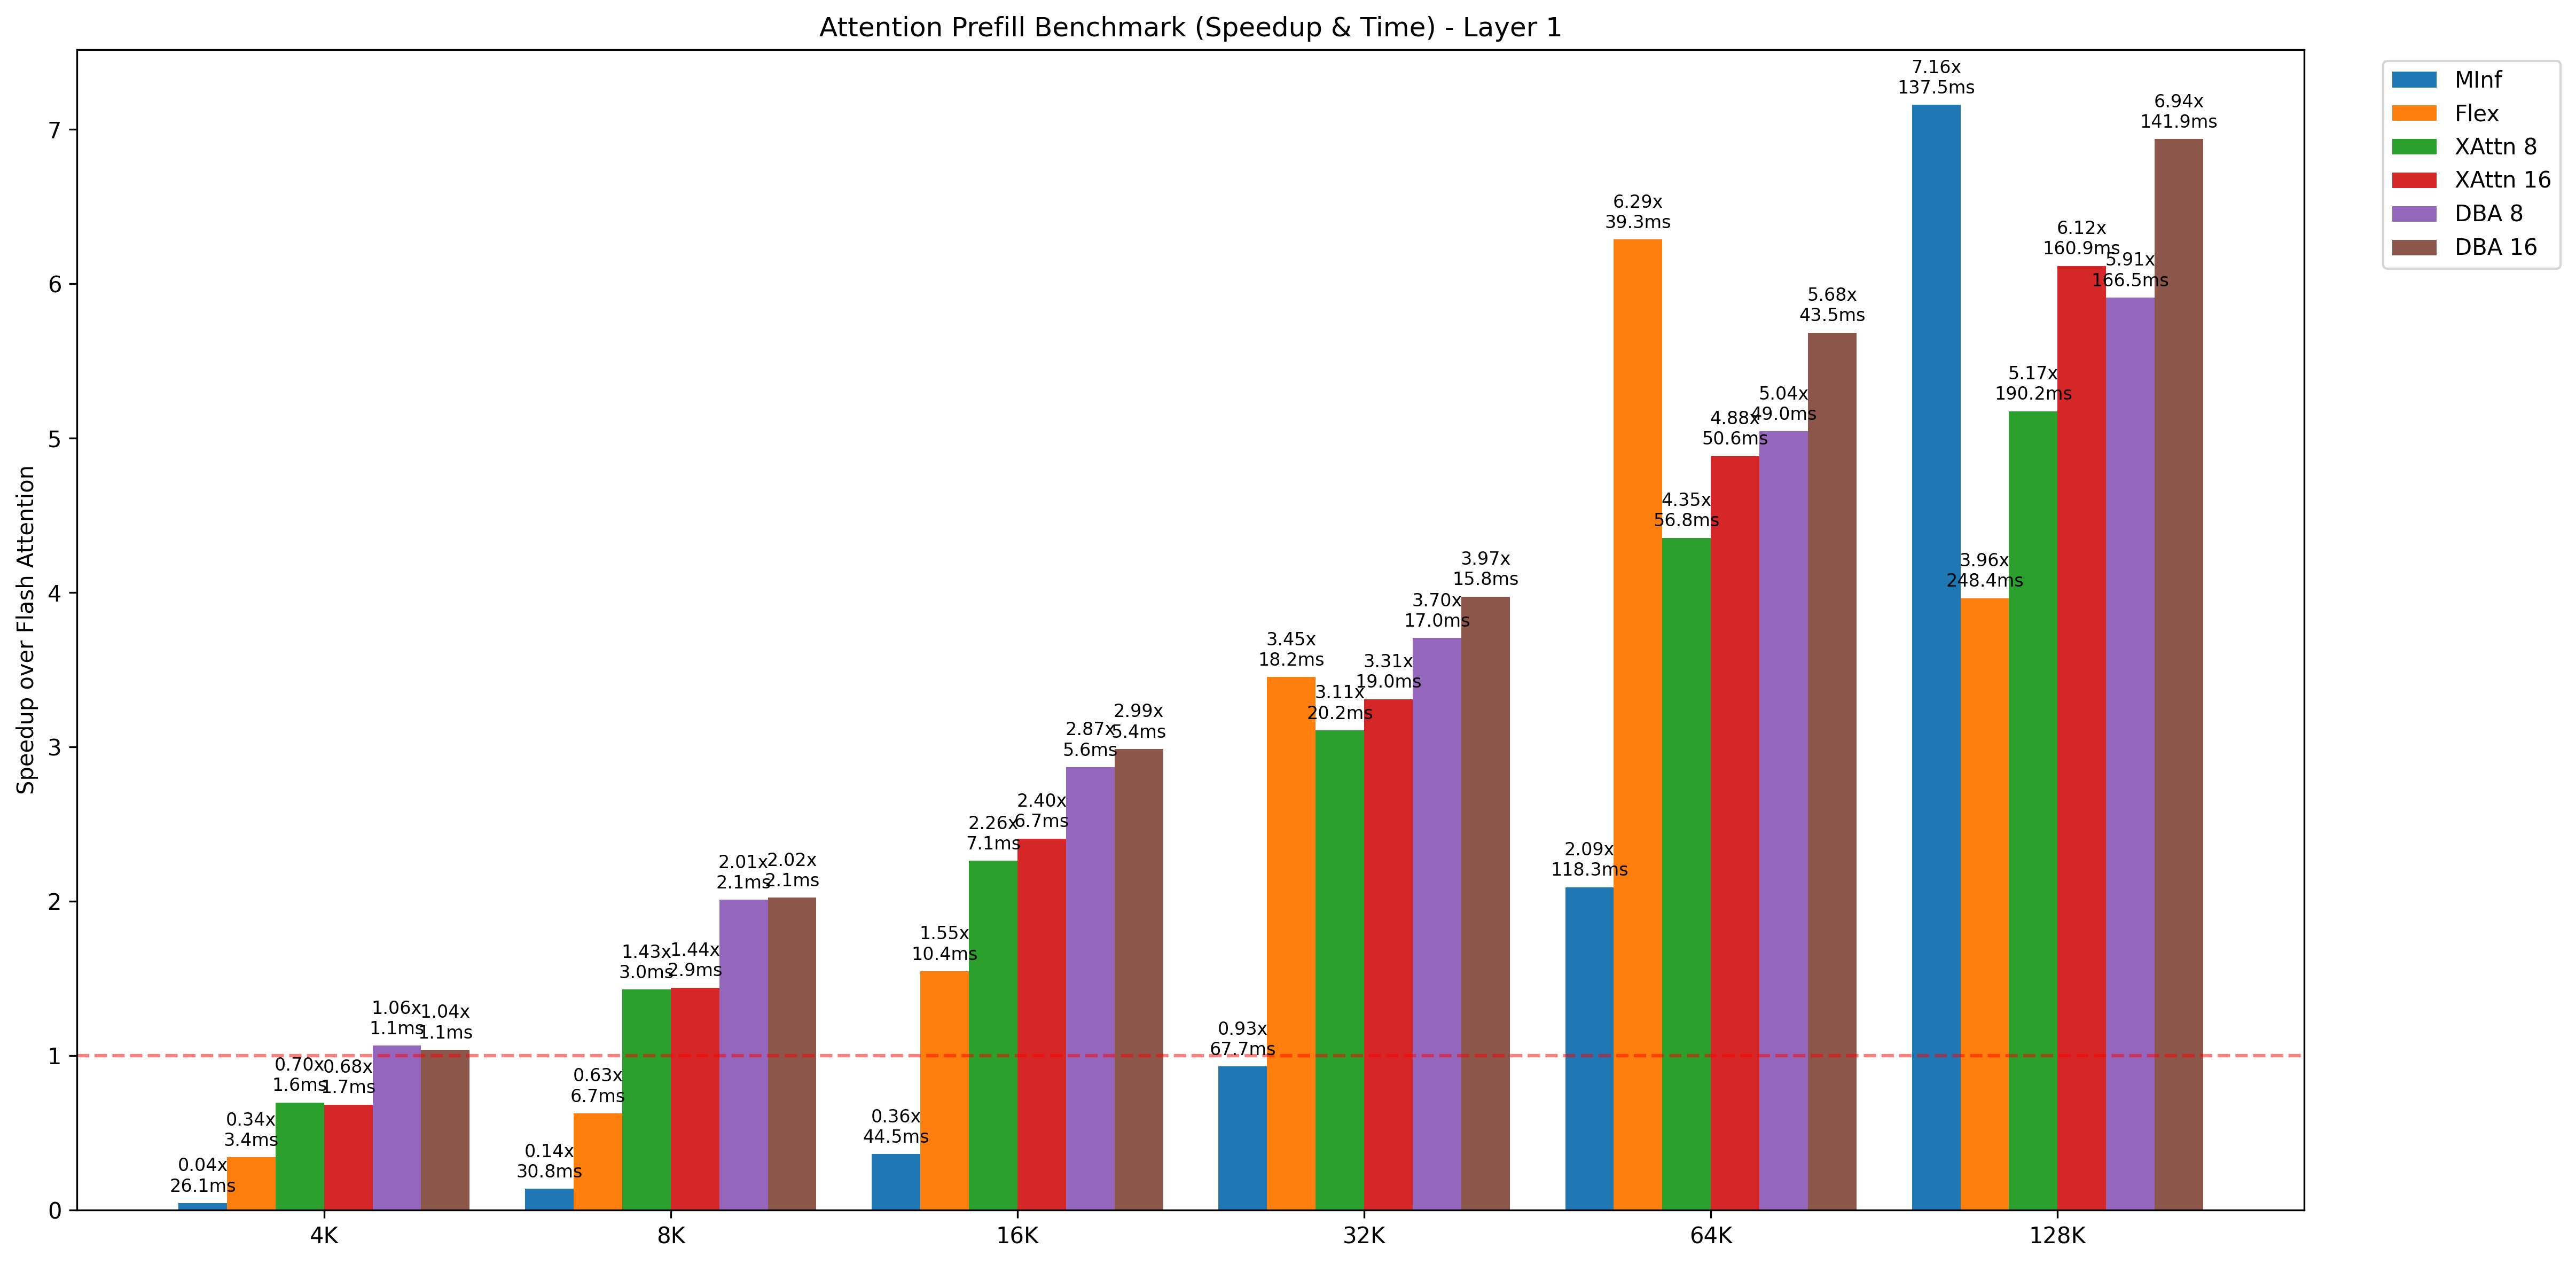 Attention Prefill Benchmark (Speedup & Time) - Layer 1
Speedup over Flash Attention
7
6
5
4
3
2
1
0
0.04x
26.1ms
0.34x
3.4ms
0.70x
1.6ms
0.68x
1.7ms
1.06x
1.1ms
1.04x
1.1ms
0.14x
30.8ms
0.63x
6.7ms
1.43x
3.0ms
1.44x
2.9ms
2.01x
2.1ms
2.02x
2.1ms
0.36x
44.5ms
1.55x
10.4ms
2.26x
7.1ms
2.40x
6.7ms
2.87x
5.6ms
2.99x
5.4ms
0.93x
67.7ms
3.45x
18.2ms
3.11x
20.2ms
3.31x
19.0ms
3.70x
17.0ms
3.97x
15.8ms
2.09x
118.3ms
6.29x
39.3ms
4.35x
56.8ms
4.88x
50.6ms
5.04x
49.0ms
5.68x
43.5ms
7.16x
137.5ms
3.96x
248.4ms
5.17x
190.2ms
6.12x
160.9ms
5.91x
166.5ms
6.94x
141.9ms
4K
8K
16K
32K
64K
128K
MInf
Flex
XAttn 8
XAttn 16
DBA 8
DBA 16